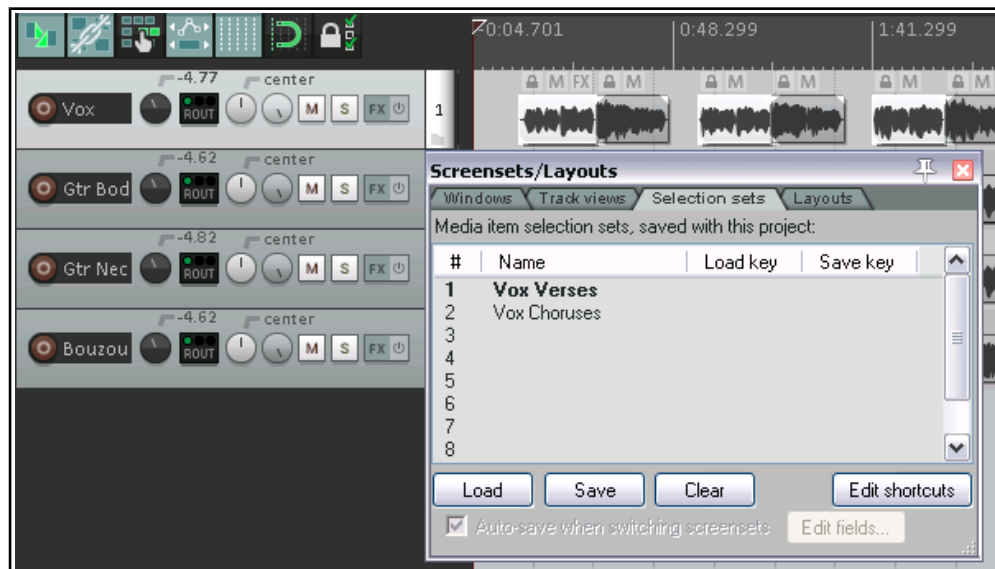 0:04.701 0:48.299 1:41.299
-4.77 center
Vox ROUT M S FX 1
M FX M M M M
-4.62 center
Gtr Bod ROUT M S FX
-4.82 center
Gtr Nec ROUT M S FX
-4.62 center
Bouzou ROUT M S FX
Screensets/Layouts
Windows Track views Selection sets Layouts
Media item selection sets, saved with this project:
# Name Load key Save key
1 Vox Verses
2 Vox Choruses
3
4
5
6
7
8
Load Save Clear Edit shortcuts
Auto-save when switching screensets Edit fields...